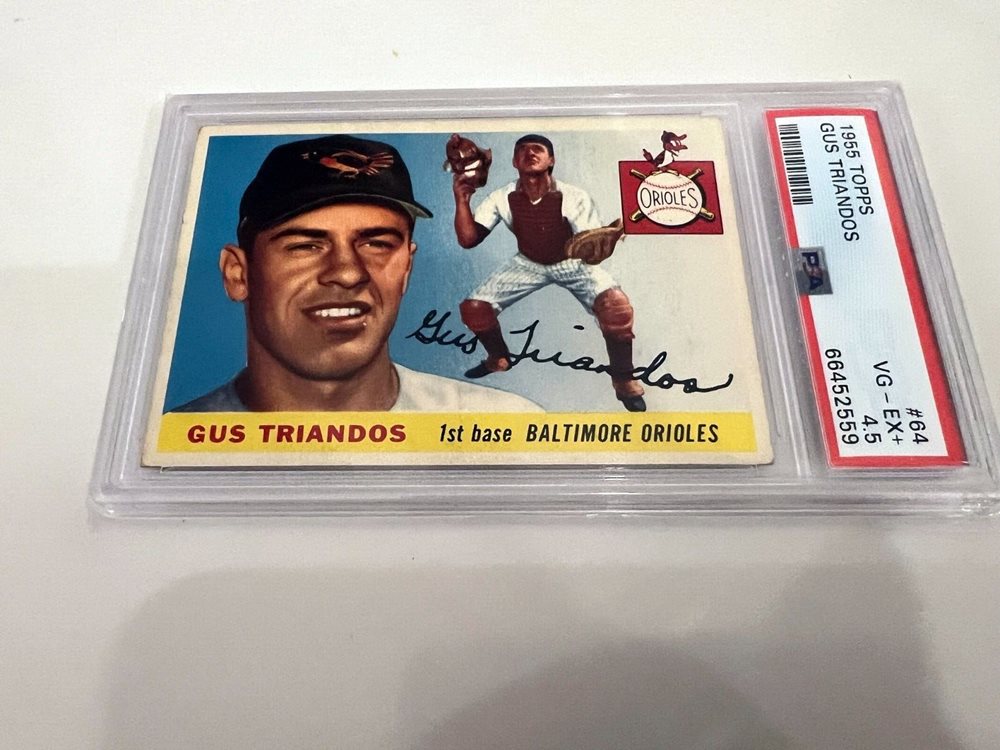 ORIOLES
Gus Triandos
GUS TRIANDOS 1st base BALTIMORE ORIOLES
1955 TOPPS
GUS TRIANDOS
PSA
#64
VG - EX+
4.5
66452559